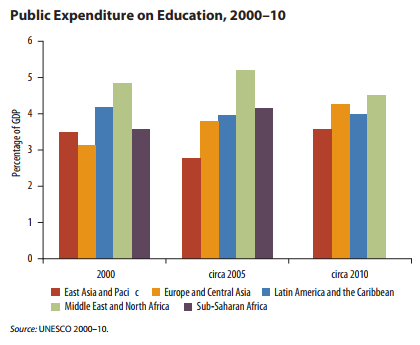 Public Expenditure on Education, 2000–10
6
5
4
3
2
1
0
Percentage of GDP
2000 circa 2005 circa 2010
East Asia and Paci c Europe and Central Asia Latin America and the Caribbean
Middle East and North Africa Sub-Saharan Africa
Source: UNESCO 2000–10.